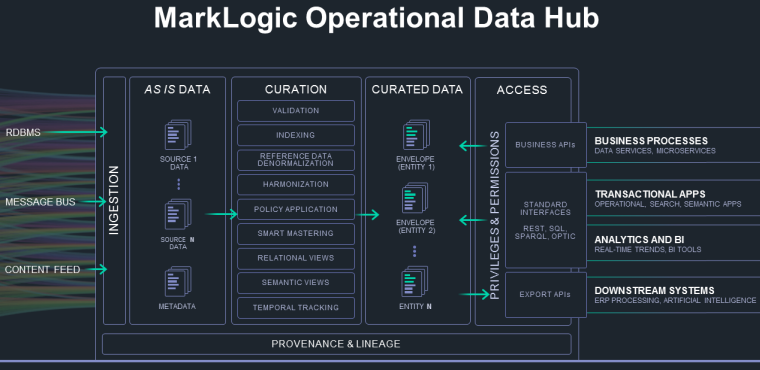 MarkLogic Operational Data Hub
RDBMS
MESSAGE BUS
CONTENT FEED
INGESTION
AS IS DATA
SOURCE 1
DATA
SOURCE N
DATA
METADATA
CURATION
VALIDATION
INDEXING
REFERENCE DATA
DENORMALIZATION
HARMONIZATION
POLICY APPLICATION
SMART MASTERING
RELATIONAL VIEWS
SEMANTIC VIEWS
TEMPORAL TRACKING
CURATED DATA
ENVELOPE
(ENTITY 1)
ENVELOPE
(ENTITY 2)
ENTITY N
ACCESS
PRIVILEGES & PERMISSIONS
BUSINESS APIs
STANDARD
INTERFACES
REST, SQL,
SPARQL, OPTIC
EXPORT APIs
BUSINESS PROCESSES
DATA SERVICES, MICROSERVICES
TRANSACTIONAL APPS
OPERATIONAL, SEARCH, SEMANTIC APPS
ANALYTICS AND BI
REAL-TIME TRENDS, BI TOOLS
DOWNSTREAM SYSTEMS
ERP PROCESSING, ARTIFICIAL INTELLIGENCE
PROVENANCE & LINEAGE